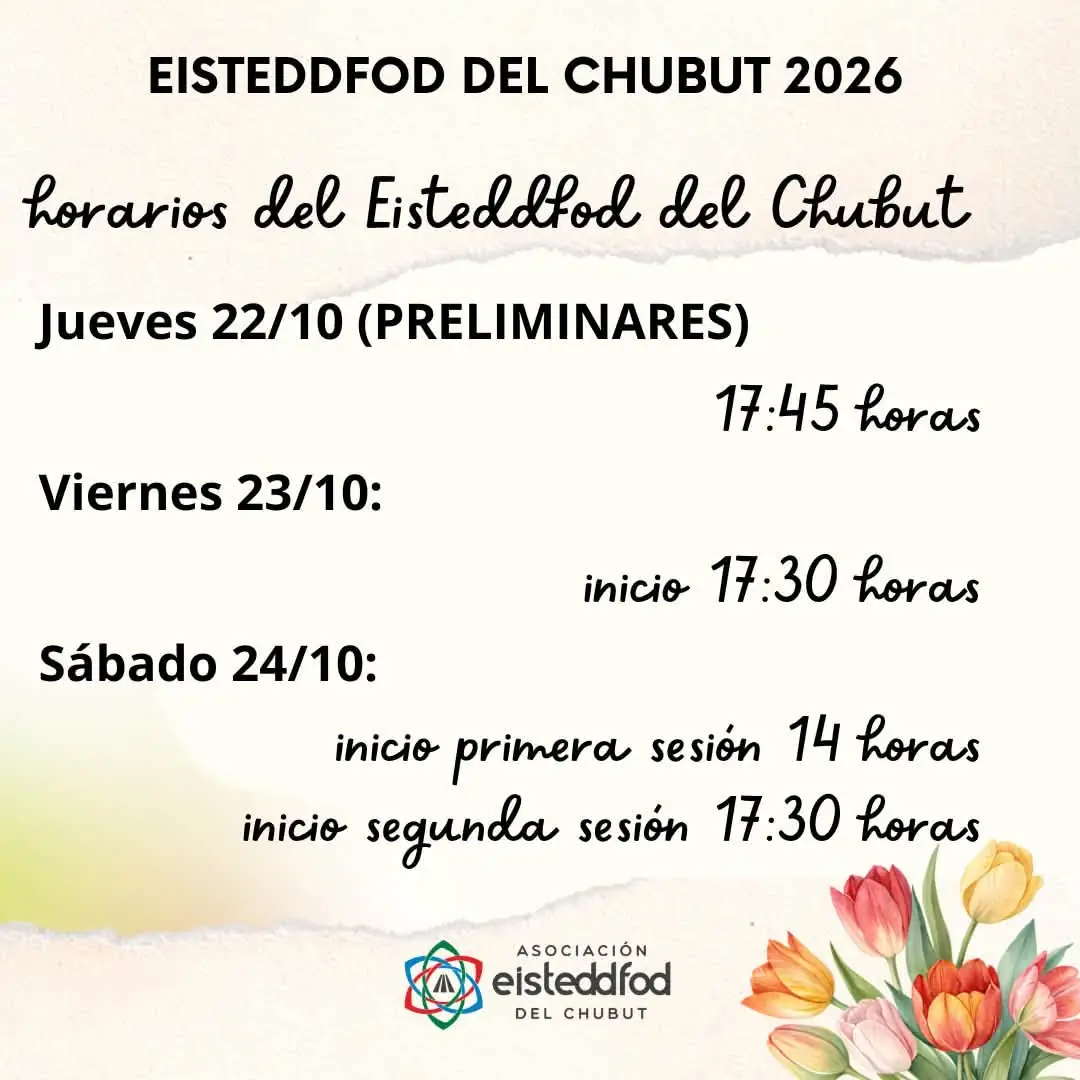 EISTEDDFOD DEL CHUBUT 2026
horarios del Eisteddfod del Chubut
Jueves 22/10 (PRELIMINARES)
17:45 horas
Viernes 23/10:
inicio 17:30 horas
Sábado 24/10:
inicio primera sesión 14 horas
inicio segunda sesión 17:30 horas
ASOCIACIÓN
eisteddfod
DEL CHUBUT